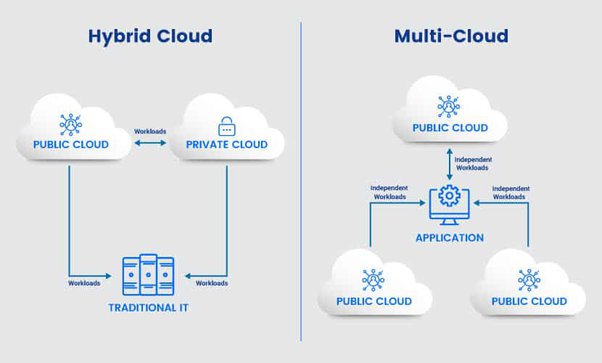 Hybrid Cloud
Workloads
PUBLIC CLOUD
PRIVATE CLOUD
Workloads
Workloads
TRADITIONAL IT
Multi-Cloud
PUBLIC CLOUD
Independent
Workloads
Independent
Workloads
Independent
Workloads
APPLICATION
PUBLIC CLOUD
PUBLIC CLOUD